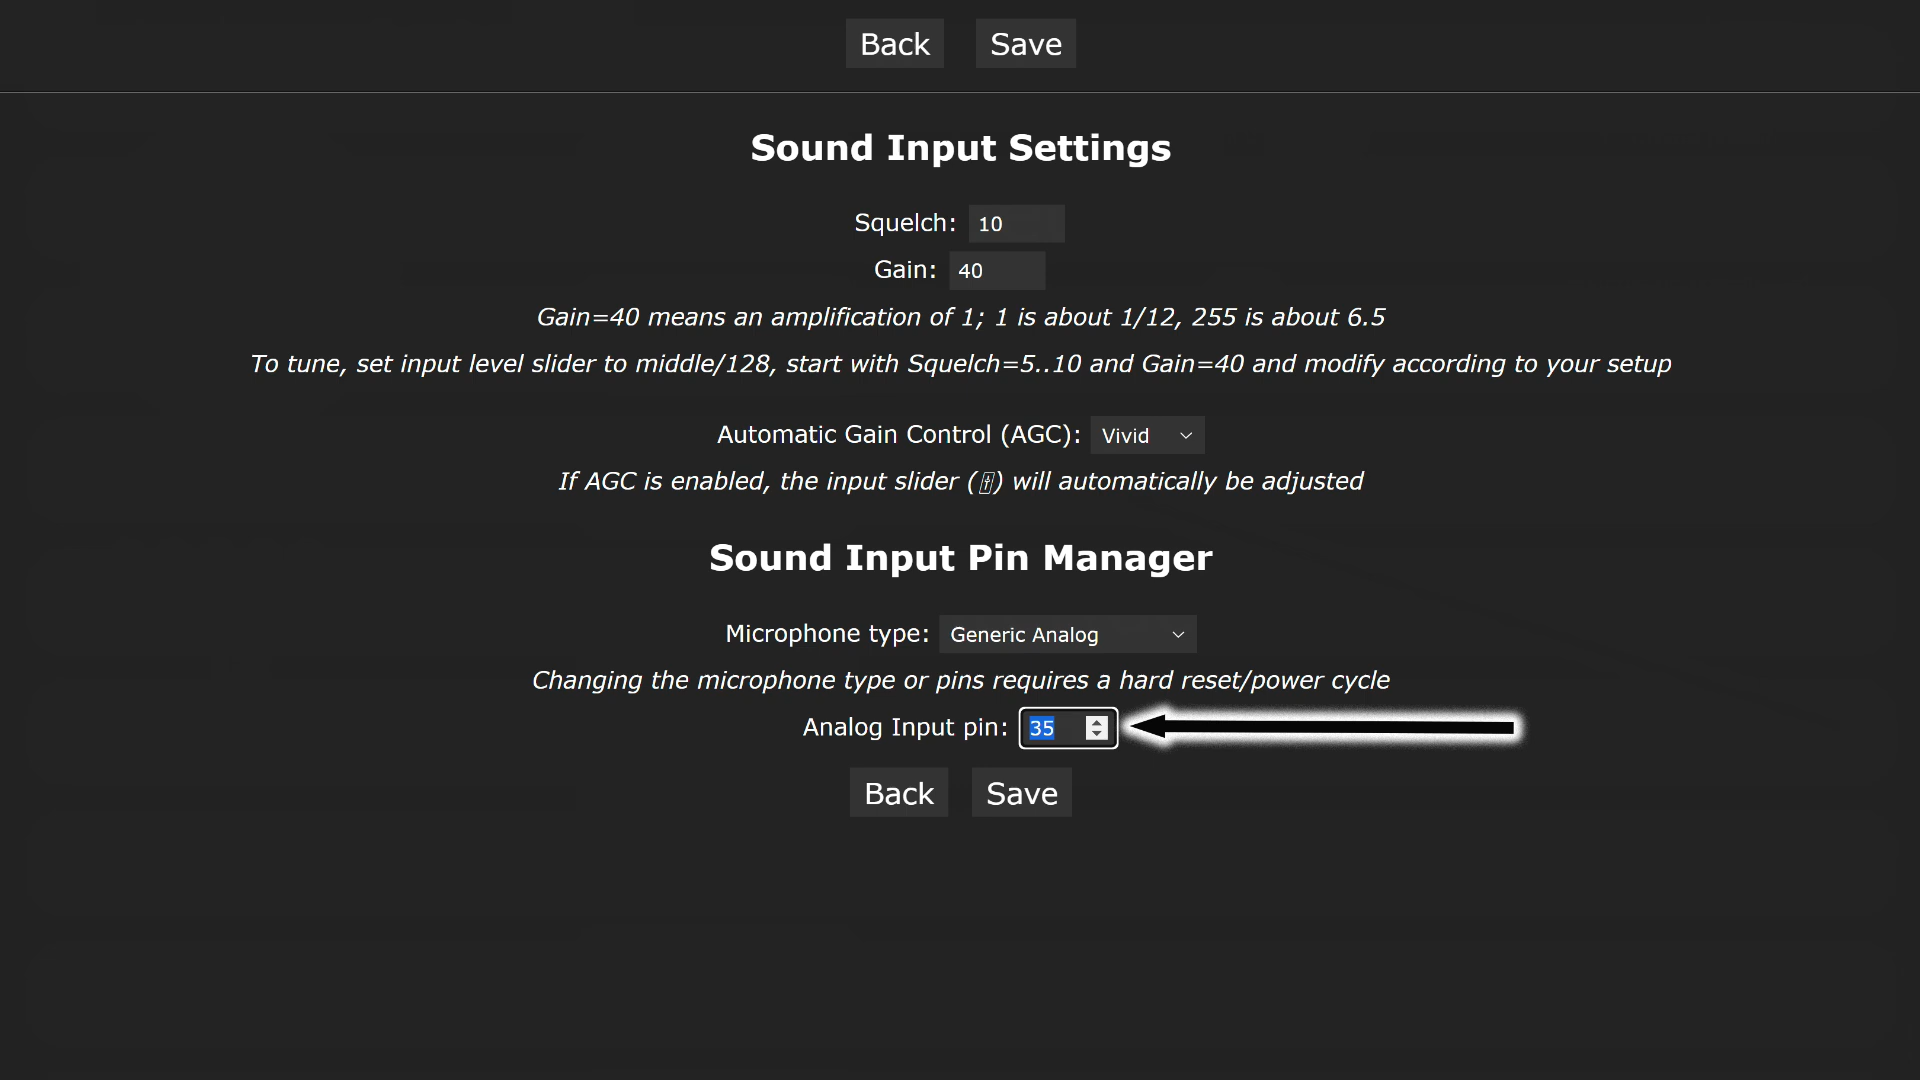 Back Save
Sound Input Settings
Squelch: 10
Gain: 40
Gain=40 means an amplification of 1; 1 is about 1/12, 255 is about 6.5
To tune, set input level slider to middle/128, start with Squelch=5..10 and Gain=40 and modify according to your setup
Automatic Gain Control (AGC): Vivid
If AGC is enabled, the input slider (🎚) will automatically be adjusted
Sound Input Pin Manager
Microphone type: Generic Analog
Changing the microphone type or pins requires a hard reset/power cycle
Analog Input pin: 35
Back Save